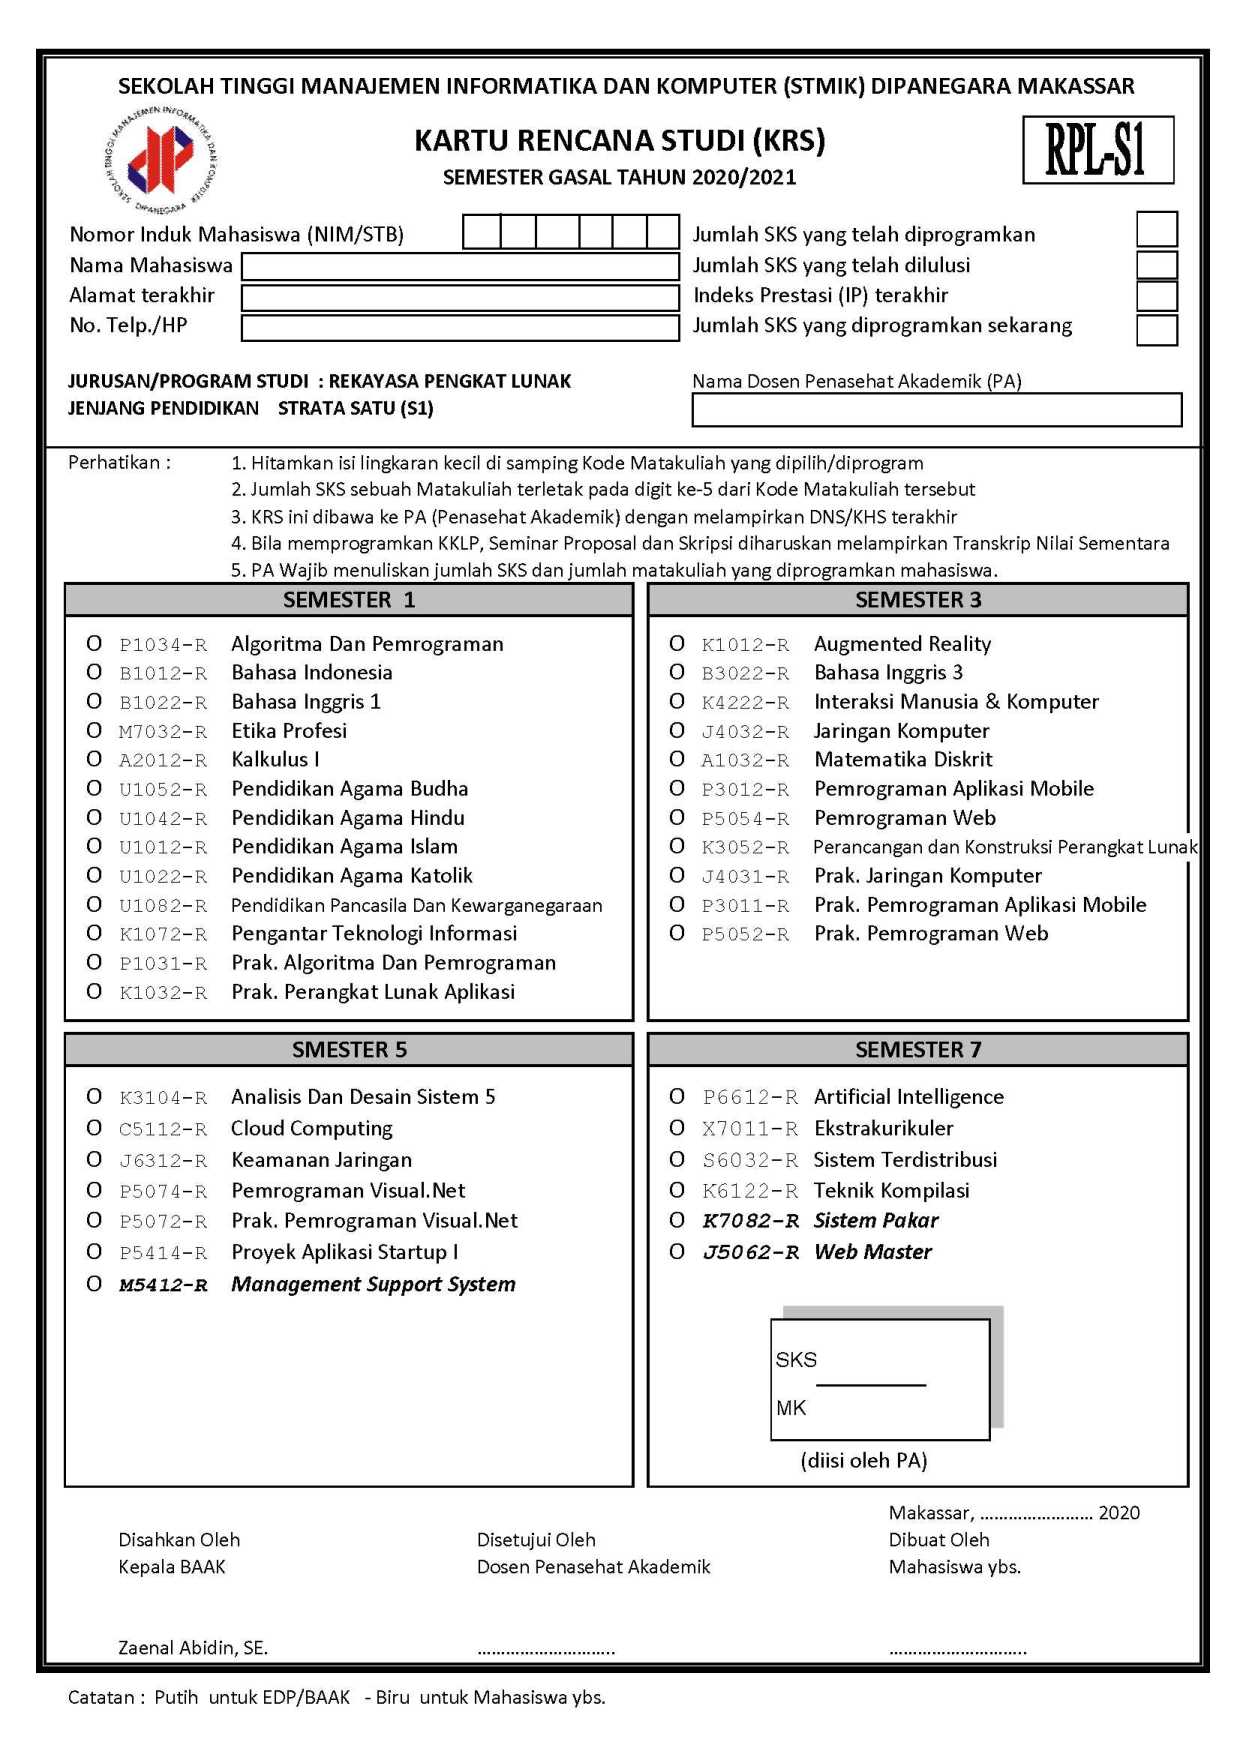 SEKOLAH TINGGI MANAJEMEN INFORMATIKA DAN KOMPUTER (STMIK) DIPANEGARA MAKASSAR
SEKOLAH TINGGI MANAJEMEN INFORMATIKA DAN KOMPUTER
DIPANEGARA
KARTU RENCANA STUDI (KRS)
SEMESTER GASAL TAHUN 2020/2021
RPL-S1
Nomor Induk Mahasiswa (NIM/STB)
Nama Mahasiswa
Alamat terakhir
No. Telp./HP
Jumlah SKS yang telah diprogramkan
Jumlah SKS yang telah dilulusi
Indeks Prestasi (IP) terakhir
Jumlah SKS yang diprogramkan sekarang
JURUSAN/PROGRAM STUDI : REKAYASA PENGKAT LUNAK
JENJANG PENDIDIKAN STRATA SATU (S1)
Nama Dosen Penasehat Akademik (PA)
Perhatikan : 1. Hitamkan isi lingkaran kecil di samping Kode Matakuliah yang dipilih/diprogram
2. Jumlah SKS sebuah Matakuliah terletak pada digit ke-5 dari Kode Matakuliah tersebut
3. KRS ini dibawa ke PA (Penasehat Akademik) dengan melampirkan DNS/KHS terakhir
4. Bila memprogramkan KKLP, Seminar Proposal dan Skripsi diharuskan melampirkan Transkrip Nilai Sementara
5. PA Wajib menuliskan jumlah SKS dan jumlah matakuliah yang diprogramkan mahasiswa.
SEMESTER 1
O P1034-R Algoritma Dan Pemrograman
O B1012-R Bahasa Indonesia
O B1022-R Bahasa Inggris 1
O M7032-R Etika Profesi
O A2012-R Kalkulus I
O U1052-R Pendidikan Agama Budha
O U1042-R Pendidikan Agama Hindu
O U1012-R Pendidikan Agama Islam
O U1022-R Pendidikan Agama Katolik
O U1082-R Pendidikan Pancasila Dan Kewarganegaraan
O K1072-R Pengantar Teknologi Informasi
O P1031-R Prak. Algoritma Dan Pemrograman
O K1032-R Prak. Perangkat Lunak Aplikasi
SEMESTER 3
O K1012-R Augmented Reality
O B3022-R Bahasa Inggris 3
O K4222-R Interaksi Manusia & Komputer
O J4032-R Jaringan Komputer
O A1032-R Matematika Diskrit
O P3012-R Pemrograman Aplikasi Mobile
O P5054-R Pemrograman Web
O K3052-R Perancangan dan Konstruksi Perangkat Lunak
O J4031-R Prak. Jaringan Komputer
O P3011-R Prak. Pemrograman Aplikasi Mobile
O P5052-R Prak. Pemrograman Web
SMESTER 5
O K3104-R Analisis Dan Desain Sistem 5
O C5112-R Cloud Computing
O J6312-R Keamanan Jaringan
O P5074-R Pemrograman Visual.Net
O P5072-R Prak. Pemrograman Visual.Net
O P5414-R Proyek Aplikasi Startup I
O M5412-R Management Support System
SEMESTER 7
O P6612-R Artificial Intelligence
O X7011-R Ekstrakurikuler
O S6032-R Sistem Terdistribusi
O K6122-R Teknik Kompilasi
O K7082-R Sistem Pakar
O J5062-R Web Master
SKS
MK
(diisi oleh PA)
Makassar, ........................ 2020
Disahkan Oleh Disetujui Oleh Dibuat Oleh
Kepala BAAK Dosen Penasehat Akademik Mahasiswa ybs.
Zaenal Abidin, SE. ............................. .............................
Catatan : Putih untuk EDP/BAAK - Biru untuk Mahasiswa ybs.